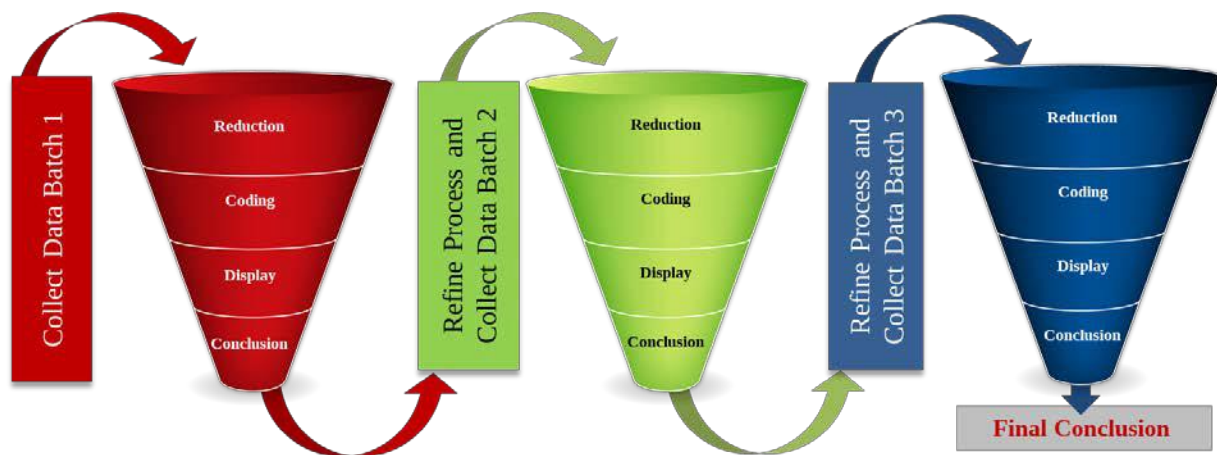 Collect Data Batch 1
Reduction
Coding
Display
Conclusion
Refine Process and
Collect Data Batch 2
Reduction
Coding
Display
Conclusion
Refine Process and
Collect Data Batch 3
Reduction
Coding
Display
Conclusion
Final Conclusion